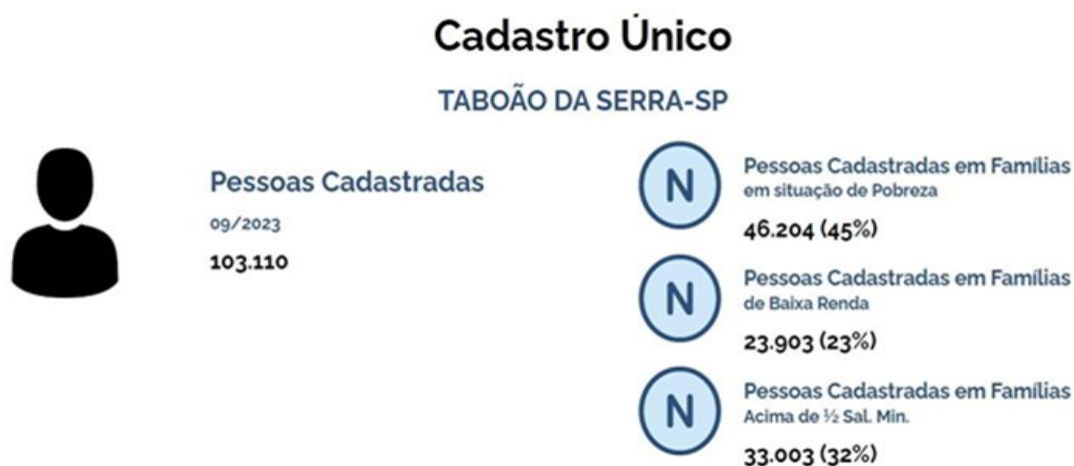 Cadastro Único
TABOÃO DA SERRA-SP
Pessoas Cadastradas
09/2023
103.110
N
Pessoas Cadastradas em Famílias
em situação de Pobreza
46.204 (45%)
N
Pessoas Cadastradas em Famílias
de Baixa Renda
23.903 (23%)
N
Pessoas Cadastradas em Famílias
Acima de ½ Sal. Min.
33.003 (32%)